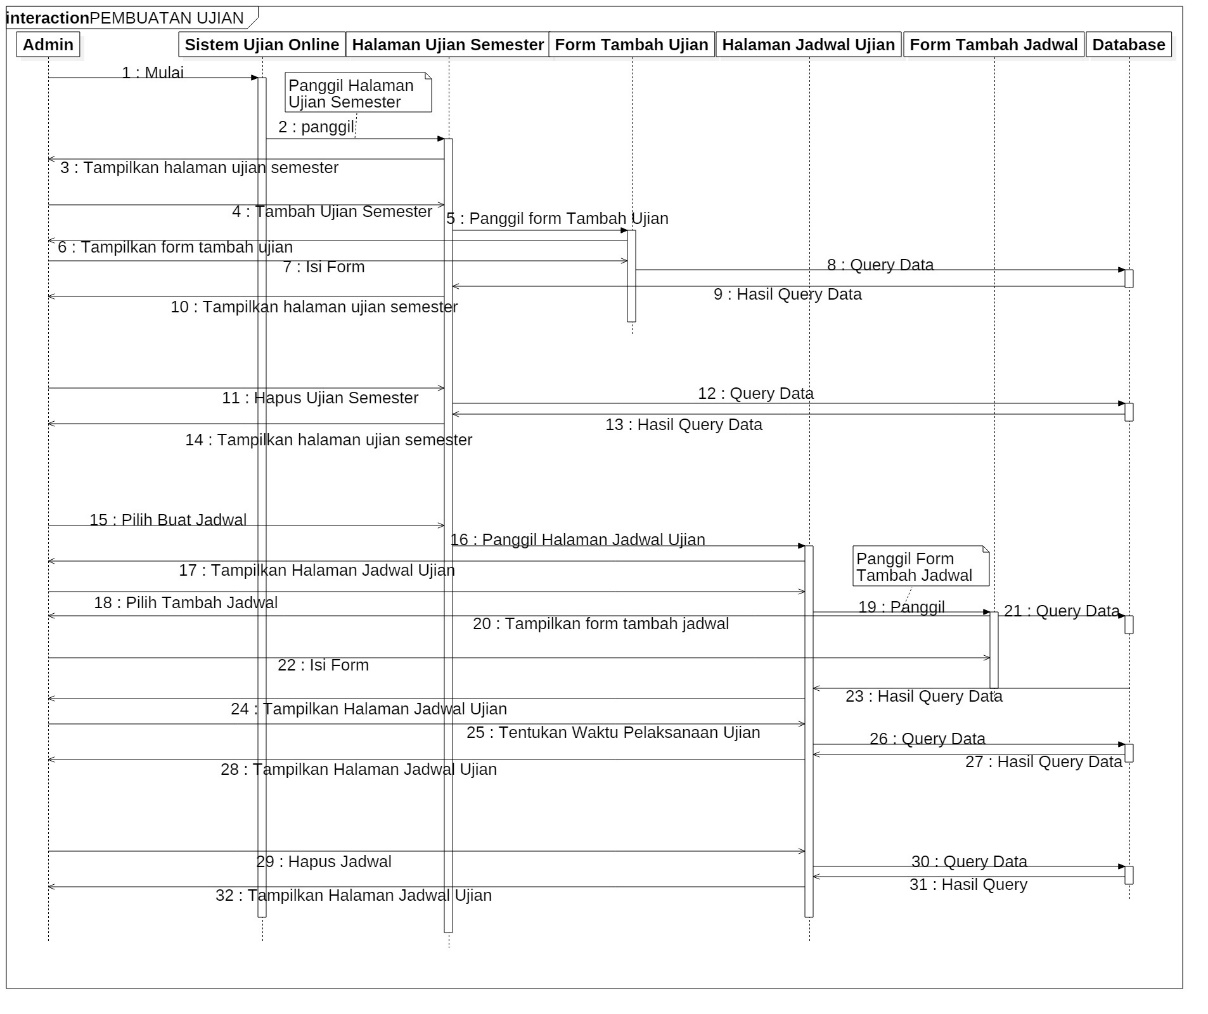 interaction PEMBUATAN UJIAN
Admin
Sistem Ujian Online
Halaman Ujian Semester
Form Tambah Ujian
Halaman Jadwal Ujian
Form Tambah Jadwal
Database
1 : Mulai
Panggil Halaman
Ujian Semester
2 : panggil
3 : Tampilkan halaman ujian semester
4 : Tambah Ujian Semester
5 : Panggil form Tambah Ujian
6 : Tampilkan form tambah ujian
7 : Isi Form
8 : Query Data
9 : Hasil Query Data
10 : Tampilkan halaman ujian semester
11 : Hapus Ujian Semester
12 : Query Data
13 : Hasil Query Data
14 : Tampilkan halaman ujian semester
15 : Pilih Buat Jadwal
16 : Panggil Halaman Jadwal Ujian
Panggil Form
Tambah Jadwal
17 : Tampilkan Halaman Jadwal Ujian
18 : Pilih Tambah Jadwal
19 : Panggil
20 : Tampilkan form tambah jadwal
21 : Query Data
22 : Isi Form
23 : Hasil Query Data
24 : Tampilkan Halaman Jadwal Ujian
25 : Tentukan Waktu Pelaksanaan Ujian
26 : Query Data
27 : Hasil Query Data
28 : Tampilkan Halaman Jadwal Ujian
29 : Hapus Jadwal
30 : Query Data
31 : Hasil Query
32 : Tampilkan Halaman Jadwal Ujian